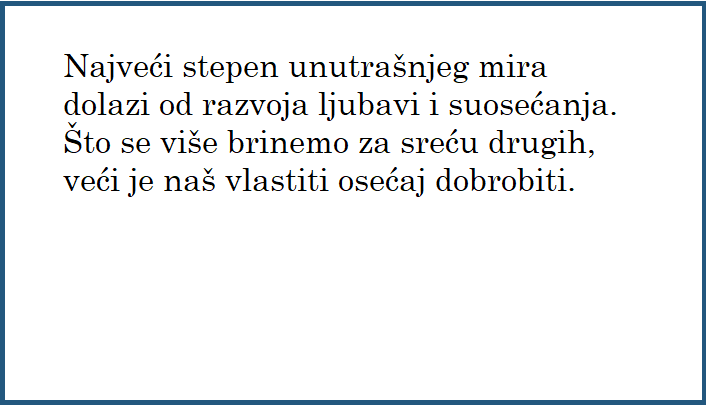 Najveći stepen unutrašnjeg mira
dolazi od razvoja ljubavi i suosećanja.
Što se više brinemo za sreću drugih,
veći je naš vlastiti osećaj dobrobiti.